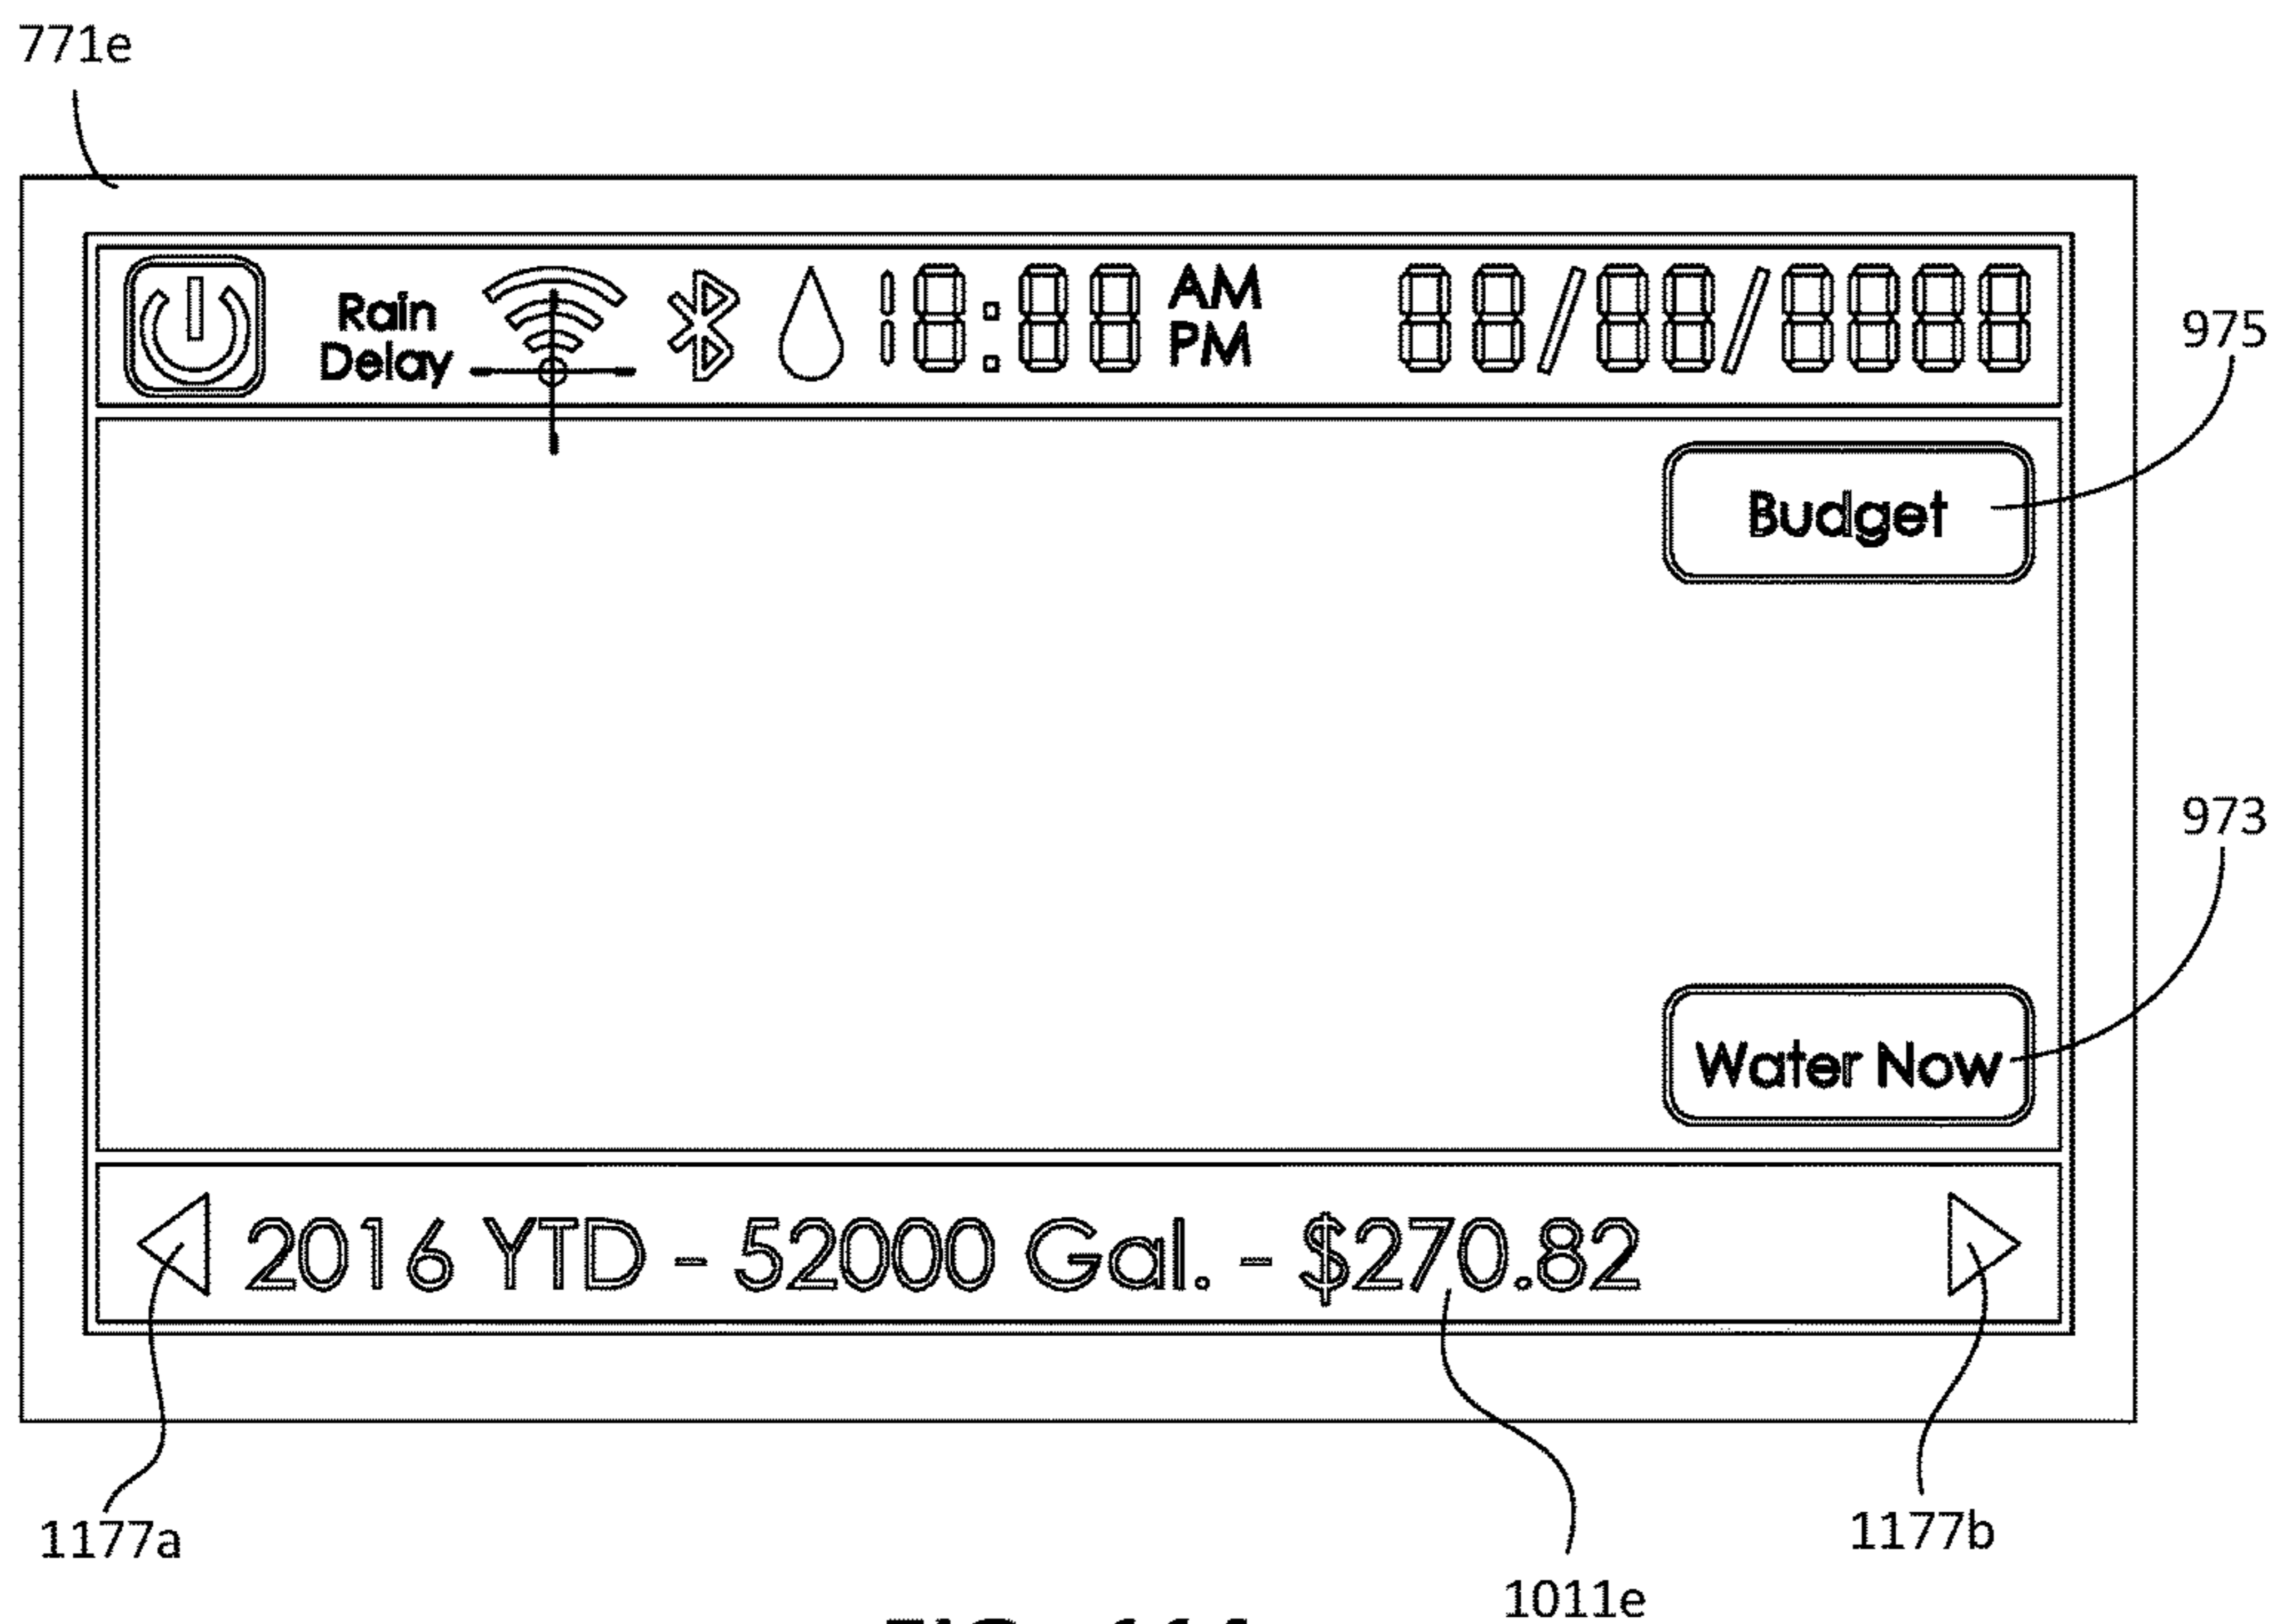 771e
Rain
Delay
18:88 AM
PM
88/88/8888
975
Budget
973
Water Now
2016 YTD - 52000 Gal. - $270.82
1177a
1177b
1011e